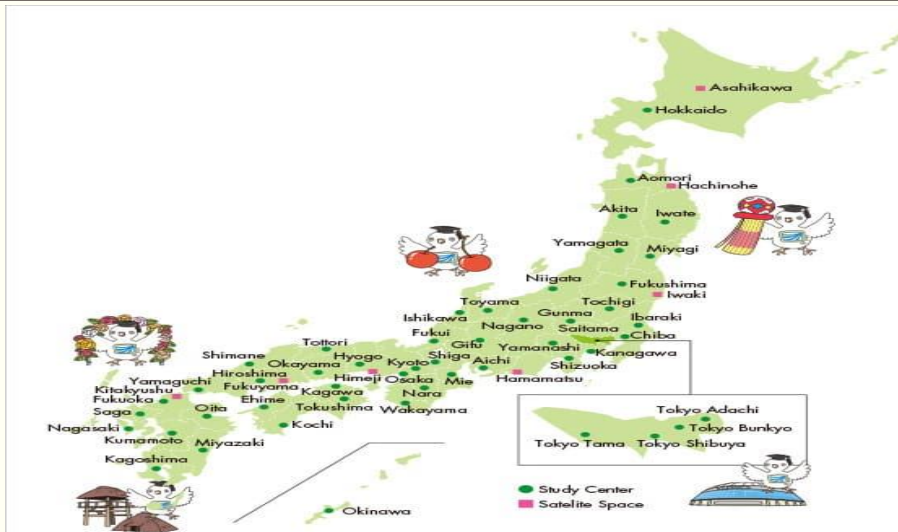 Asahikawa
Hokkaido
Aomori
Hachinohe
Akita
Iwate
Yamagata
Miyagi
Niigata
Fukushima
Iwaki
Toyama
Tochigi
Ishikawa
Gunma
Ibaraki
Nagano
Saitama
Fukui
Chiba
Tottori
Gifu
Yamanashi
Kanagawa
Shimane
Hyogo
Kyoto
Shiga
Aichi
Shizuoka
Okayama
Hiroshima
Himeji
Osaka
Mie
Hamamatsu
Yamaguchi
Fukuyama
Kitakyushu
Kagawa
Nara
Fukuoka
Ehime
Tokushima
Wakayama
Saga
Oita
Kochi
Nagasaki
Kumamoto
Miyazaki
Kagoshima
Tokyo Adachi
Tokyo Bunkyo
Tokyo Tama
Tokyo Shibuya
Okinawa
Study Center
Satelite Space